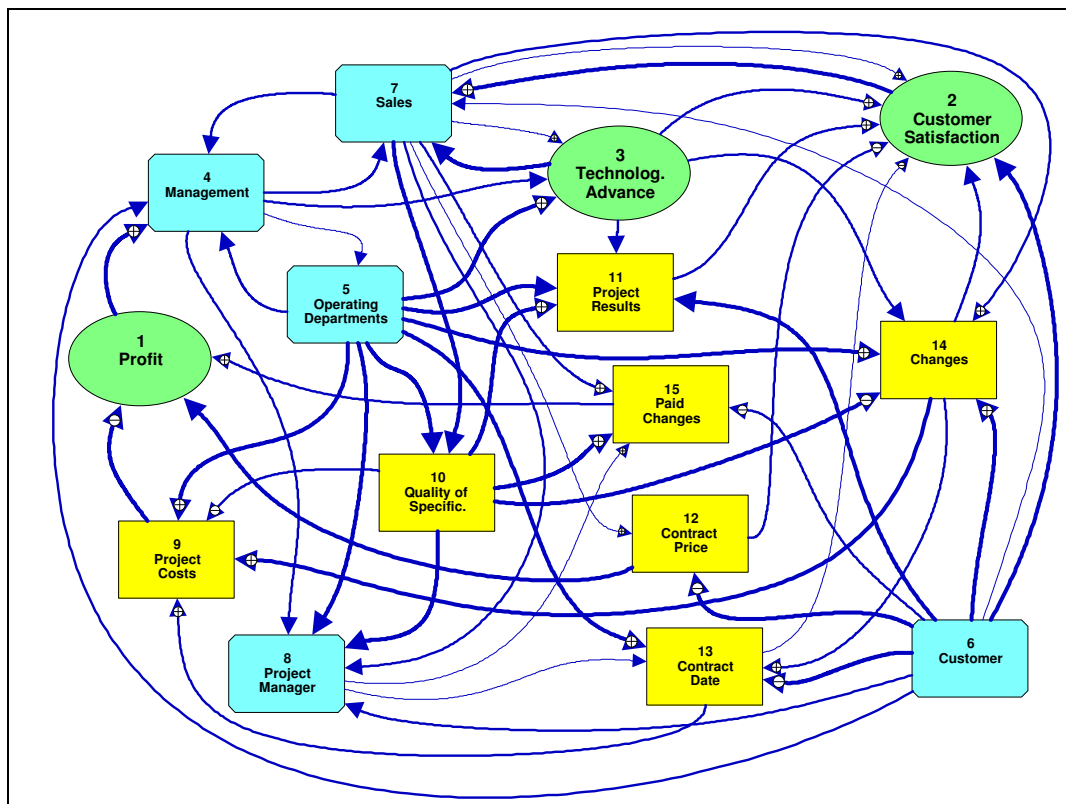 7
Sales
2
Customer
Satisfaction
3
Technolog.
Advance
4
Management
5
Operating
Departments
11
Project
Results
1
Profit
14
Changes
15
Paid
Changes
10
Quality of
Specific.
12
Contract
Price
9
Project
Costs
13
Contract
Date
6
Customer
8
Project
Manager